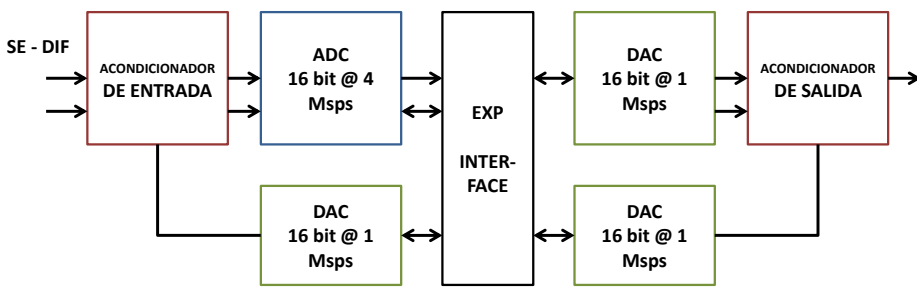 SE - DIF
ACONDICIONADOR
DE ENTRADA
ADC
16 bit @ 4
Msps
EXP
INTER-
FACE
DAC
16 bit @ 1
Msps
ACONDICIONADOR
DE SALIDA
DAC
16 bit @ 1
Msps
DAC
16 bit @ 1
Msps